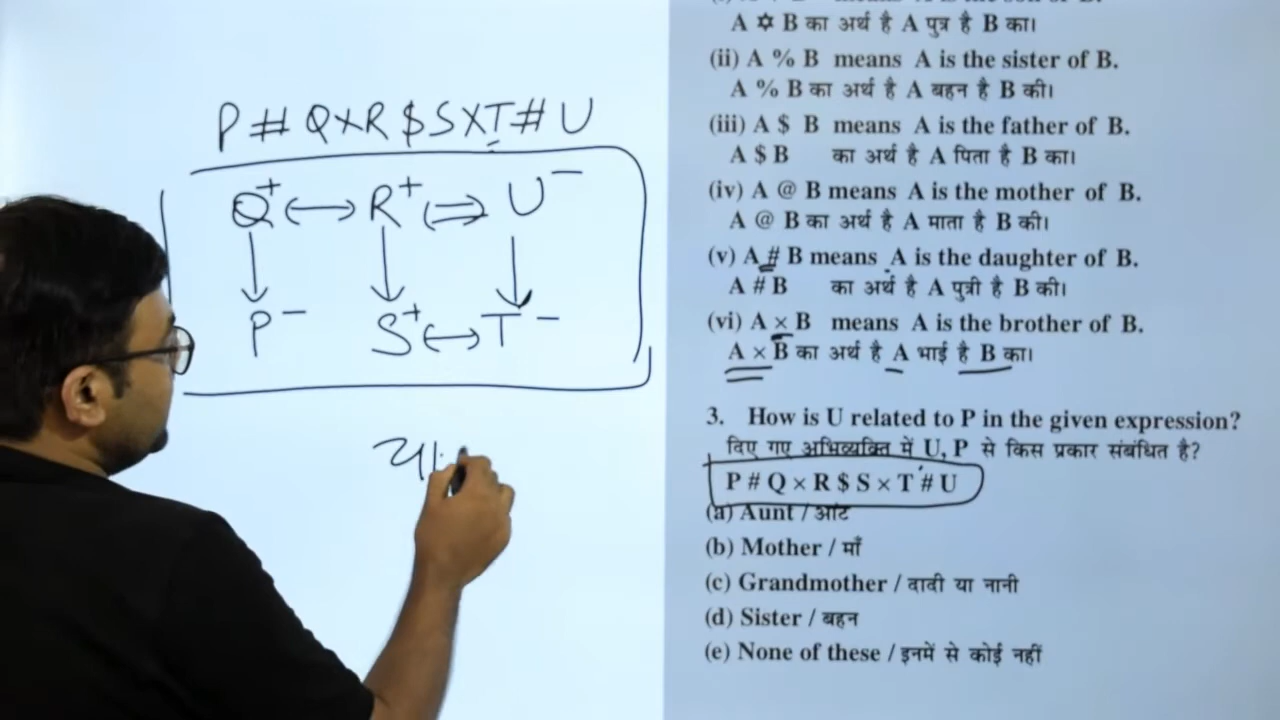 P # Q × R $ S × T # U
Q+ ↔ R+ ⇔ U−
P− S+ ↔ T−
A ✡ B का अर्थ है A पुत्र है B का।
(ii) A % B means A is the sister of B.
A % B का अर्थ है A बहन है B की।
(iii) A $ B means A is the father of B.
A $ B का अर्थ है A पिता है B का।
(iv) A @ B means A is the mother of B.
A @ B का अर्थ है A माता है B की।
(v) A # B means A is the daughter of B.
A # B का अर्थ है A पुत्री है B की।
(vi) A × B means A is the brother of B.
A × B का अर्थ है A भाई है B का।
3. How is U related to P in the given expression?
दिए गए अभिव्यक्ति में U, P से किस प्रकार संबंधित है?
P # Q × R $ S × T # U
(a) Aunt / आंट
(b) Mother / माँ
(c) Grandmother / दादी या नानी
(d) Sister / बहन
(e) None of these / इनमें से कोई नहीं